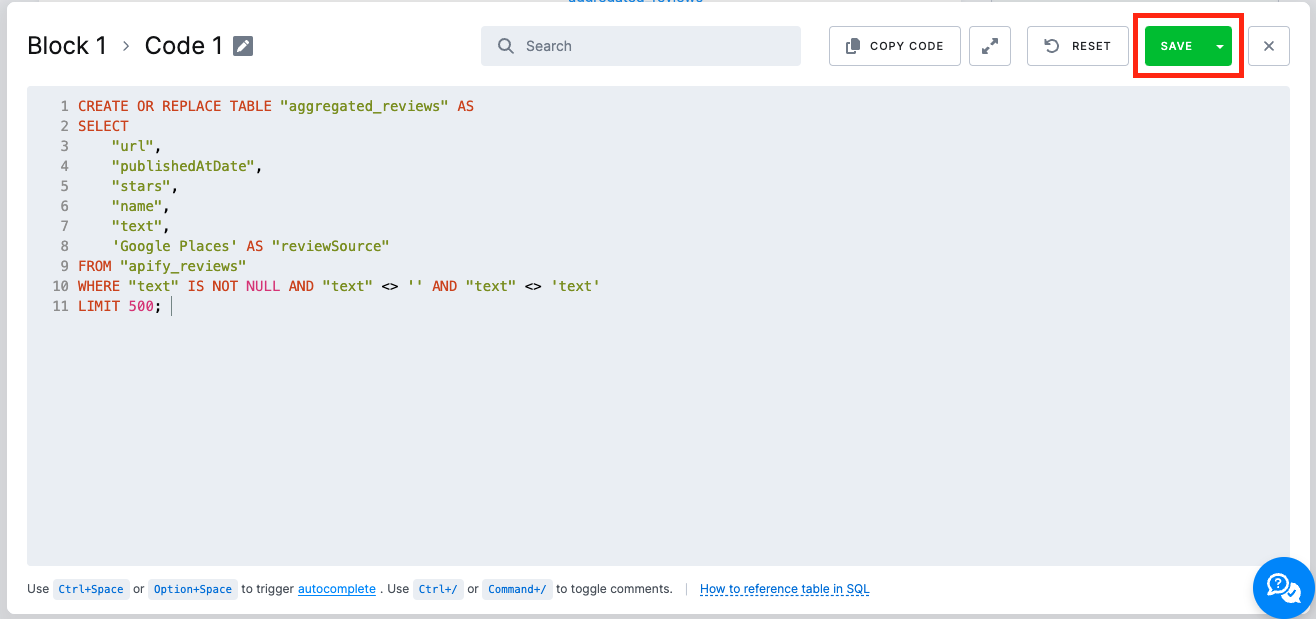 aggregated_reviews
Block 1 > Code 1
Search
COPY CODE
RESET
SAVE
1 CREATE OR REPLACE TABLE "aggregated_reviews" AS
2 SELECT
3     "url",
4     "publishedAtDate",
5     "stars",
6     "name",
7     "text",
8     'Google Places' AS "reviewSource"
9 FROM "apify_reviews"
10 WHERE "text" IS NOT NULL AND "text" <> '' AND "text" <> 'text'
11 LIMIT 500;
Use Ctrl+Space or Option+Space to trigger autocomplete . Use Ctrl+/ or Command+/ to toggle comments. | How to reference table in SQL